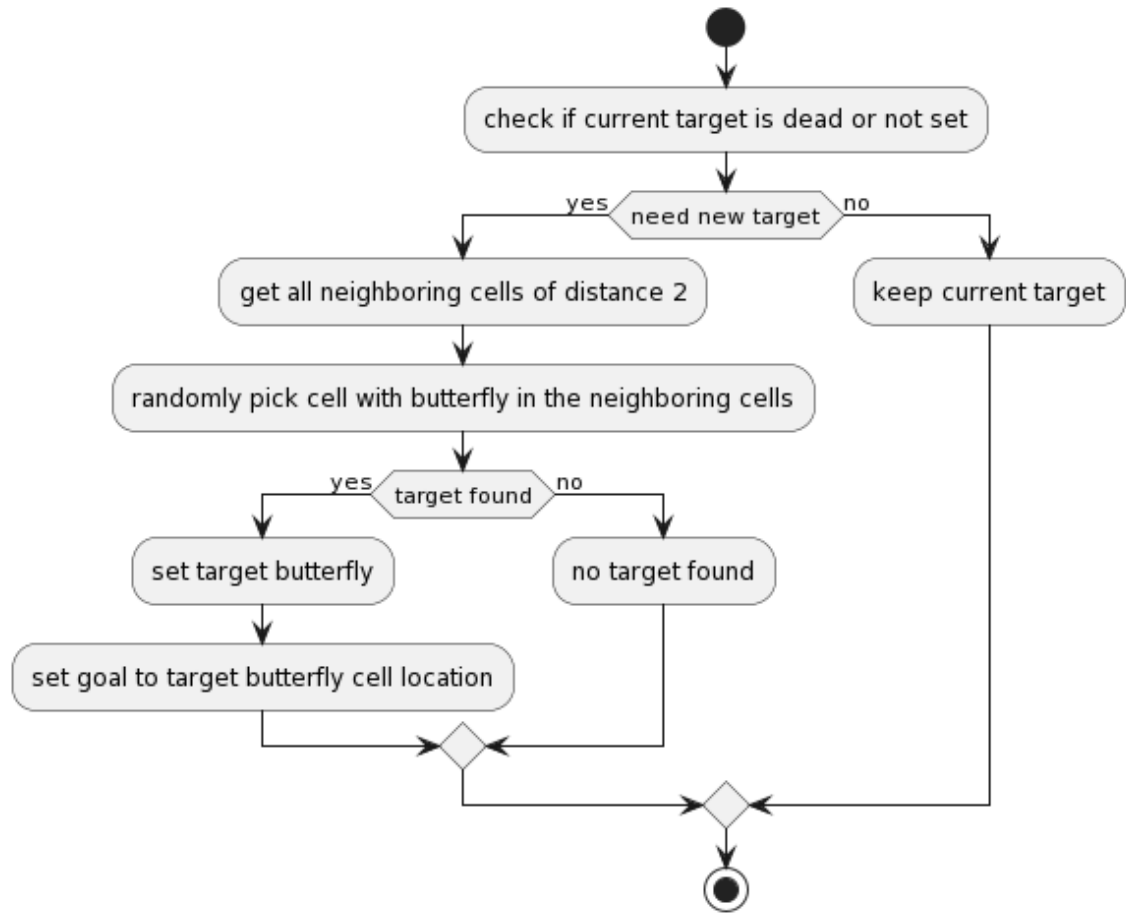 check if current target is dead or not set
yes
need new target
no
get all neighboring cells of distance 2
keep current target
randomly pick cell with butterfly in the neighboring cells
yes
target found
no
set target butterfly
no target found
set goal to target butterfly cell location